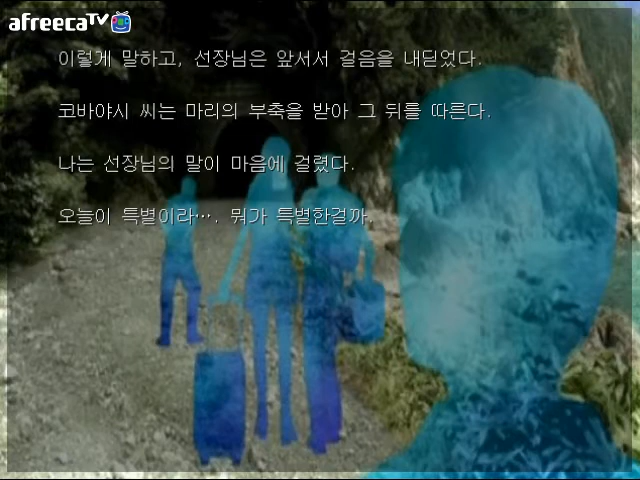 afreecaTV
이렇게 말하고, 선장님은 앞서서 걸음을 내딛었다.
코바야시 씨는 마리의 부축을 받아 그 뒤를 따른다.
나는 선장님의 말이 마음에 걸렸다.
오늘이 특별이라…. 뭐가 특별한걸까.